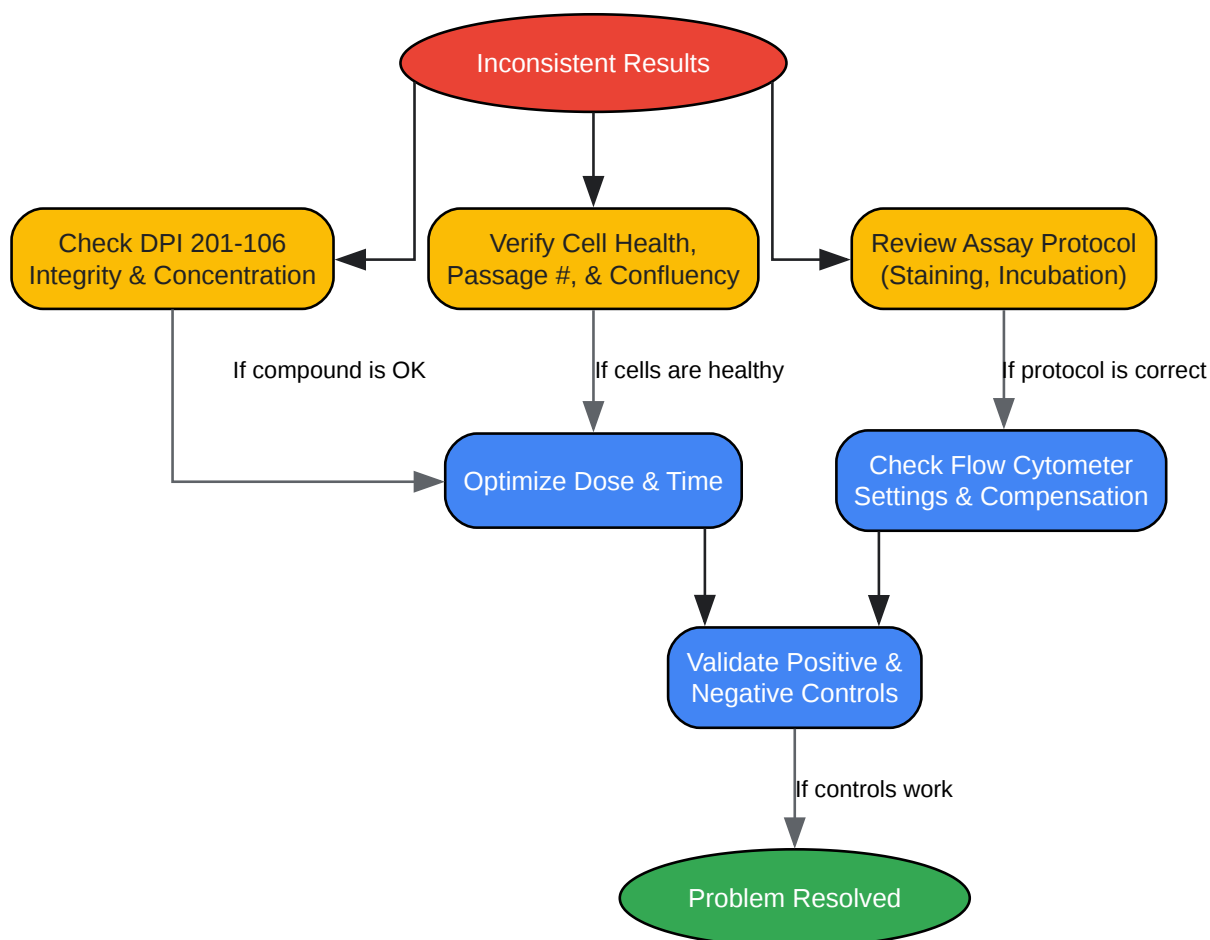 Inconsistent Results
Check DPI 201-106
Integrity & Concentration
Verify Cell Health,
Passage #, & Confluency
Review Assay Protocol
(Staining, Incubation)
If compound is OK
If cells are healthy
If protocol is correct
Optimize Dose & Time
Check Flow Cytometer
Settings & Compensation
Validate Positive &
Negative Controls
If controls work
Problem Resolved